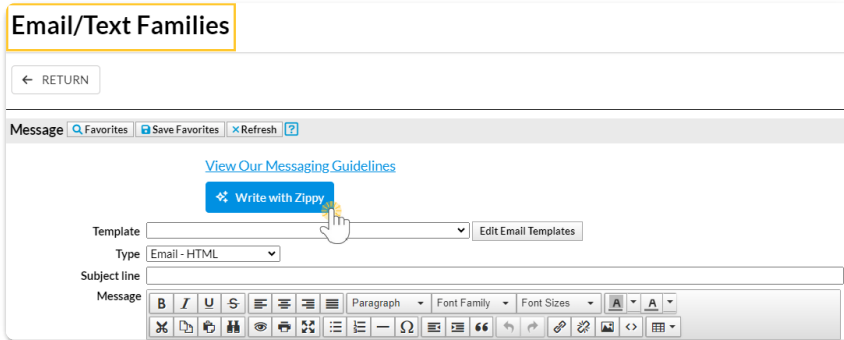 Email/Text Families
← RETURN
Message Favorites Save Favorites × Refresh ?
View Our Messaging Guidelines
Write with Zippy
Template Edit Email Templates
Type Email - HTML
Subject line
Message B I U S Paragraph Font Family Font Sizes A A
Ω